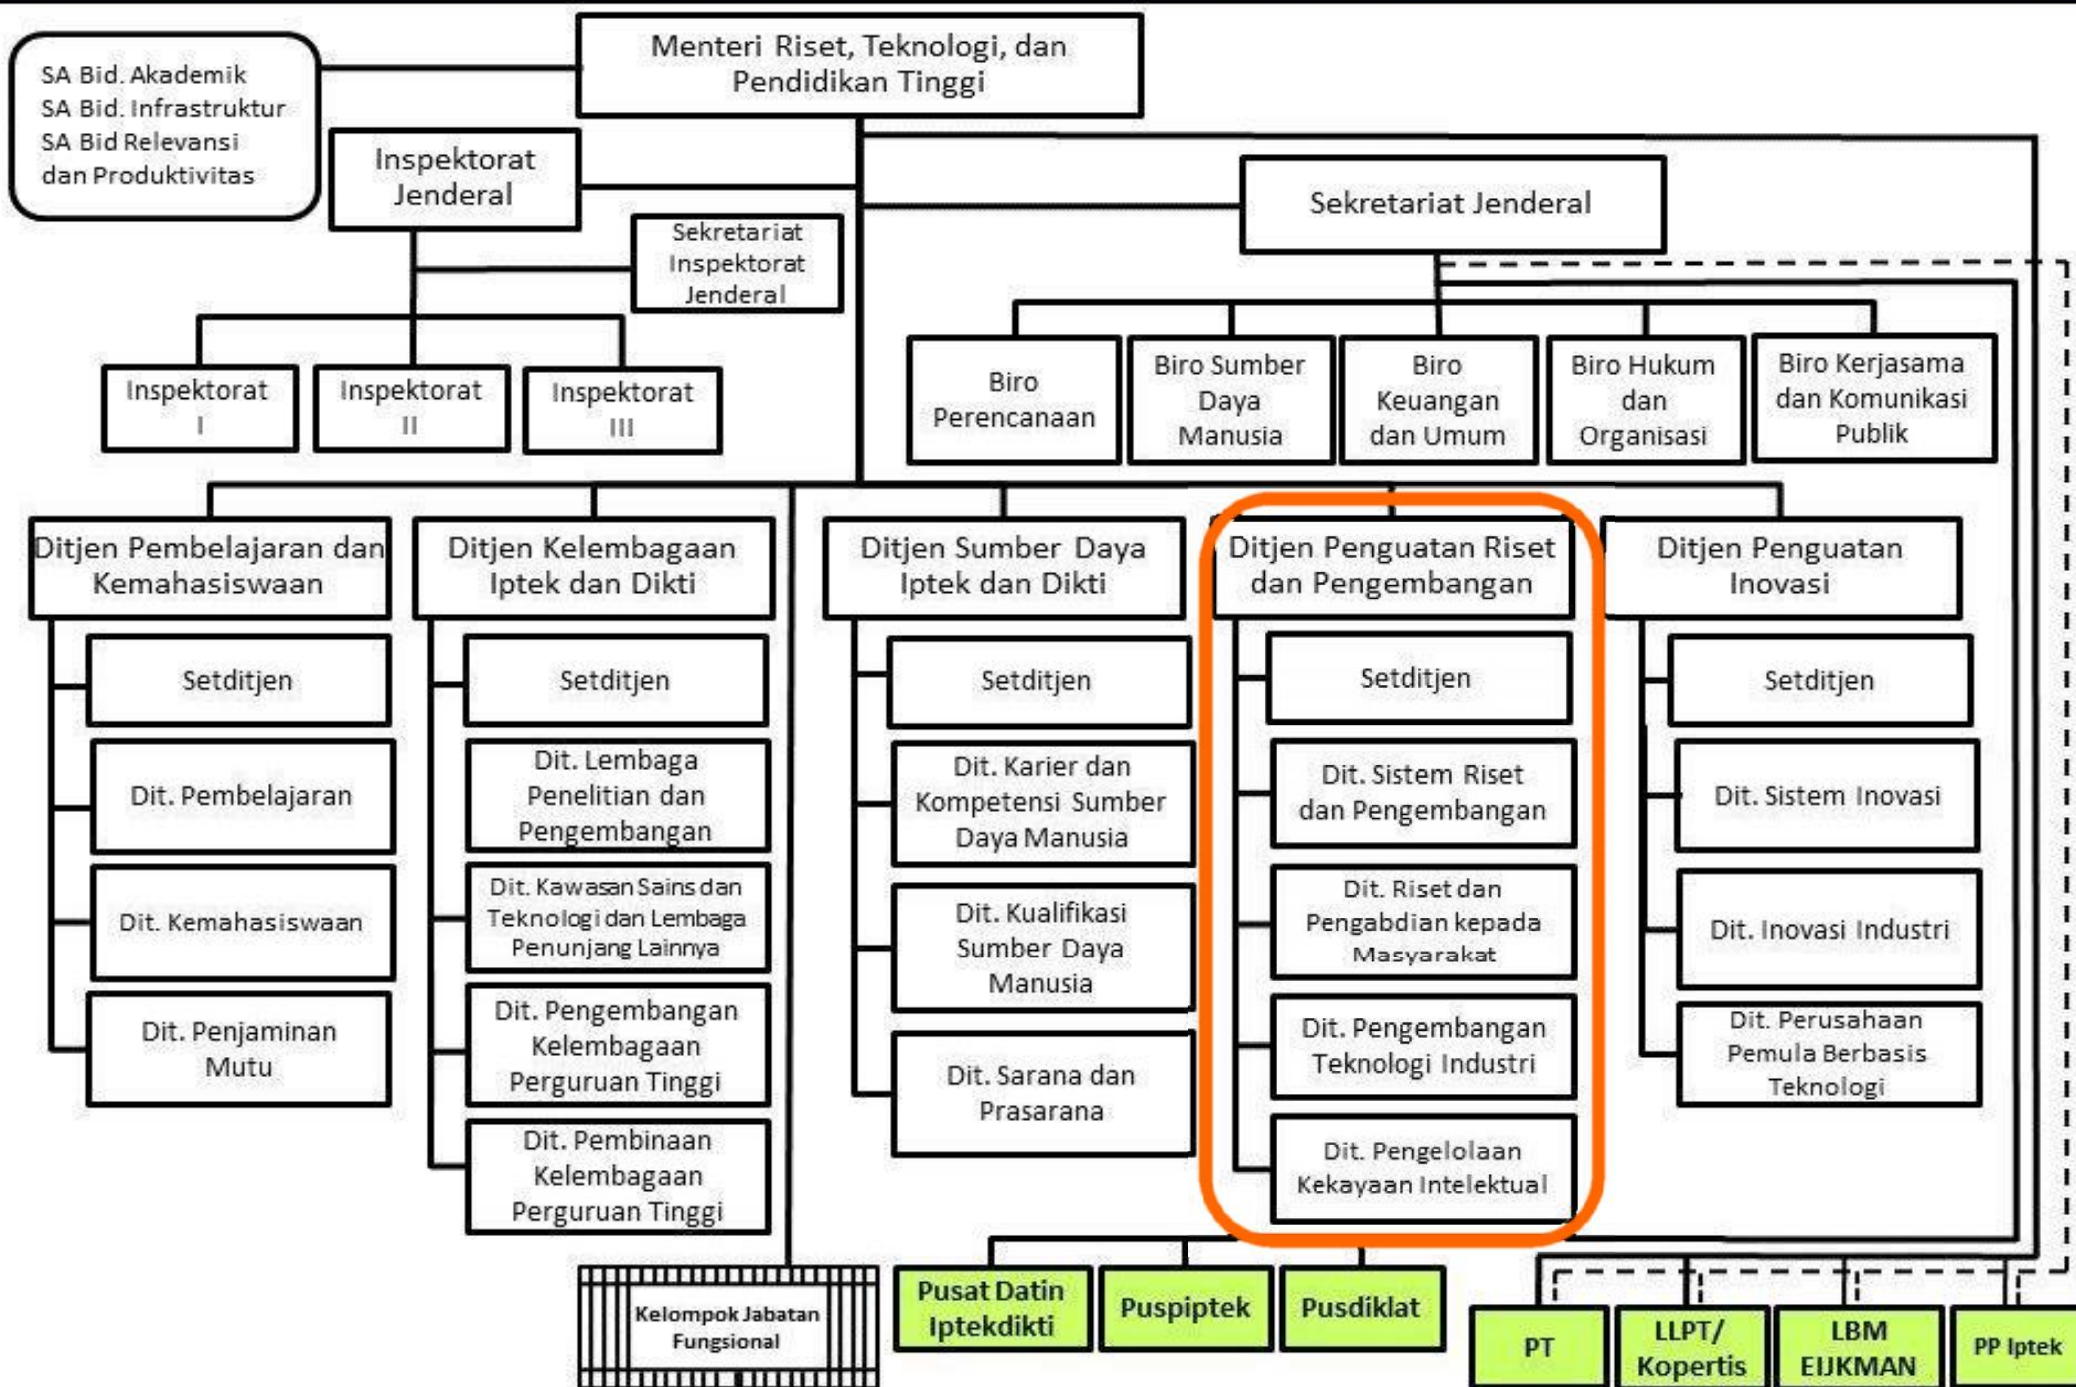 Menteri Riset, Teknologi, dan
Pendidikan Tinggi
SA Bid. Akademik
SA Bid. Infrastruktur
SA Bid Relevansi
dan Produktivitas
Inspektorat
Jenderal
Sekretariat Jenderal
Sekretariat
Inspektorat
Jenderal
Inspektorat
I
Inspektorat
II
Inspektorat
III
Biro
Perencanaan
Biro Sumber
Daya
Manusia
Biro
Keuangan
dan Umum
Biro Hukum
dan
Organisasi
Biro Kerjasama
dan Komunikasi
Publik
Ditjen Pembelajaran dan
Kemahasiswaan
Setditjen
Dit. Pembelajaran
Dit. Kemahasiswaan
Dit. Penjaminan
Mutu
Ditjen Kelembagaan
Iptek dan Dikti
Setditjen
Dit. Lembaga
Penelitian dan
Pengembangan
Dit. Kawasan Sains dan
Teknologi dan Lembaga
Penunjang Lainnya
Dit. Pengembangan
Kelembagaan
Perguruan Tinggi
Dit. Pembinaan
Kelembagaan
Perguruan Tinggi
Ditjen Sumber Daya
Iptek dan Dikti
Setditjen
Dit. Karier dan
Kompetensi Sumber
Daya Manusia
Dit. Kualifikasi
Sumber Daya
Manusia
Dit. Sarana dan
Prasarana
Ditjen Penguatan Riset
dan Pengembangan
Setditjen
Dit. Sistem Riset
dan Pengembangan
Dit. Riset dan
Pengabdian kepada
Masyarakat
Dit. Pengembangan
Teknologi Industri
Dit. Pengelolaan
Kekayaan Intelektual
Ditjen Penguatan
Inovasi
Setditjen
Dit. Sistem Inovasi
Dit. Inovasi Industri
Dit. Perusahaan
Pemula Berbasis
Teknologi
Kelompok Jabatan
Fungsional
Pusat Datin
Iptekdikti
Puspiptek
Pusdiklat
PT
LLPT/
Kopertis
LBM
EIJKMAN
PP Iptek